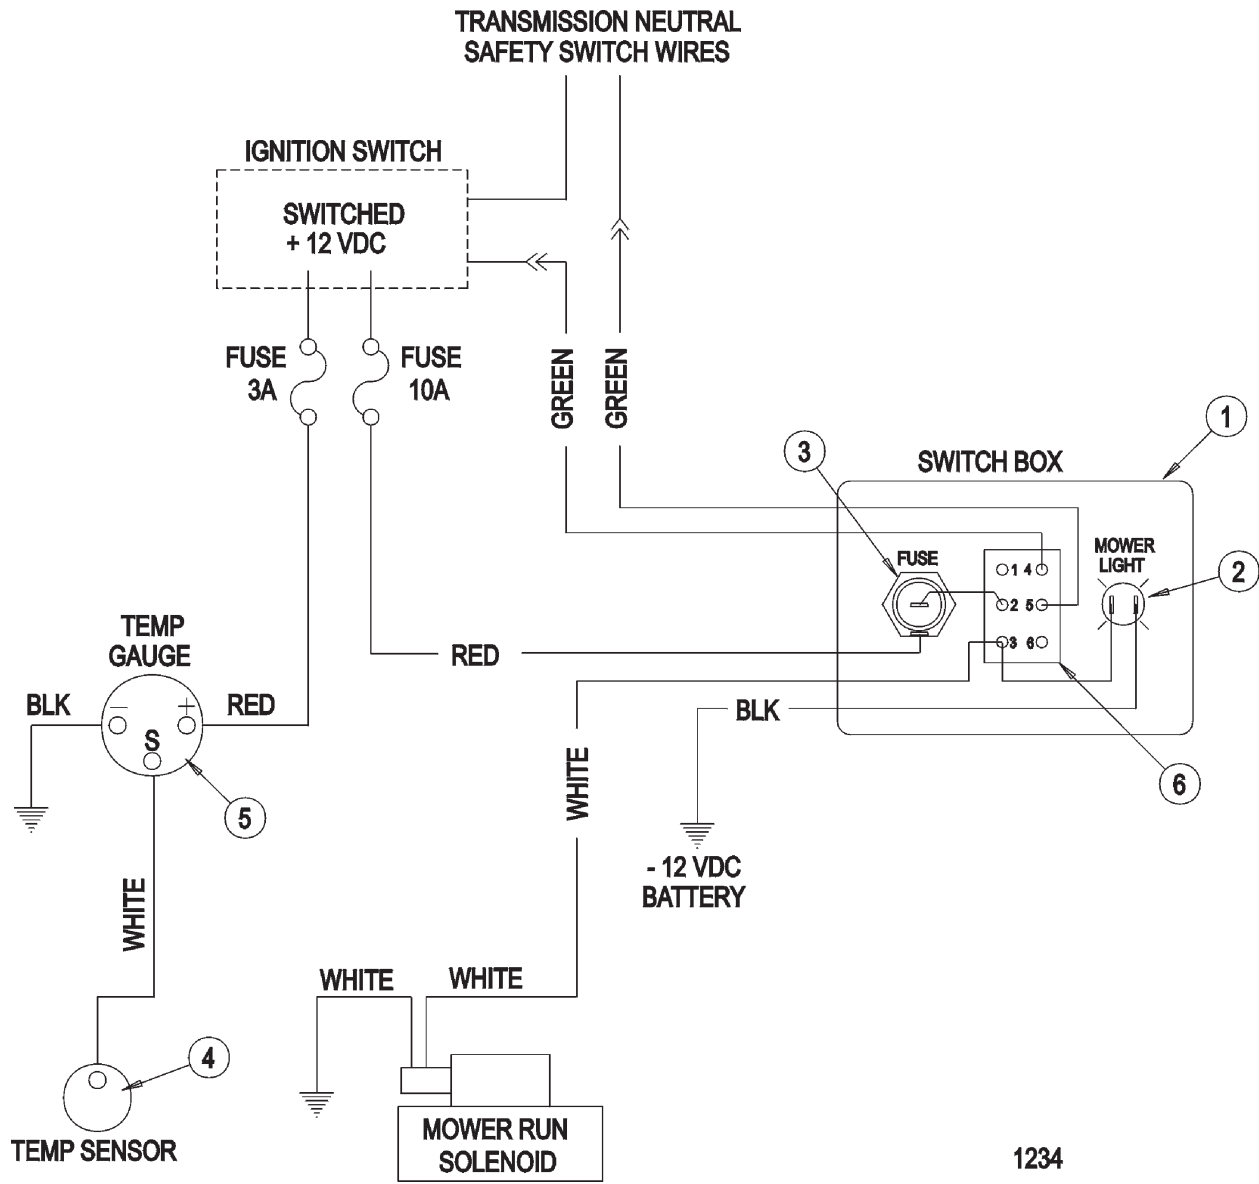 TRANSMISSION NEUTRAL
SAFETY SWITCH WIRES
IGNITION SWITCH
SWITCHED
+ 12 VDC
FUSE
3A
FUSE
10A
GREEN
GREEN
1
3
SWITCH BOX
FUSE
MOWER
LIGHT
2
1 4
2 5
3 6
TEMP
GAUGE
RED
BLK
RED
BLK
− +
S
5
6
WHITE
- 12 VDC
BATTERY
WHITE
WHITE
WHITE
4
TEMP SENSOR
MOWER RUN
SOLENOID
1234